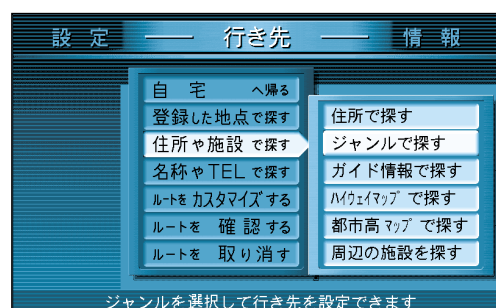 設定 行き先 情報
自宅へ帰る
登録した地点で探す
住所や施設で探す
名称やTELで探す
ルートをカスタマイズする
ルートを確認する
ルートを取り消す
住所で探す
ジャンルで探す
ガイド情報で探す
ハイウェイマップで探す
都市高マップで探す
周辺の施設を探す
ジャンルを選択して行き先を設定できます